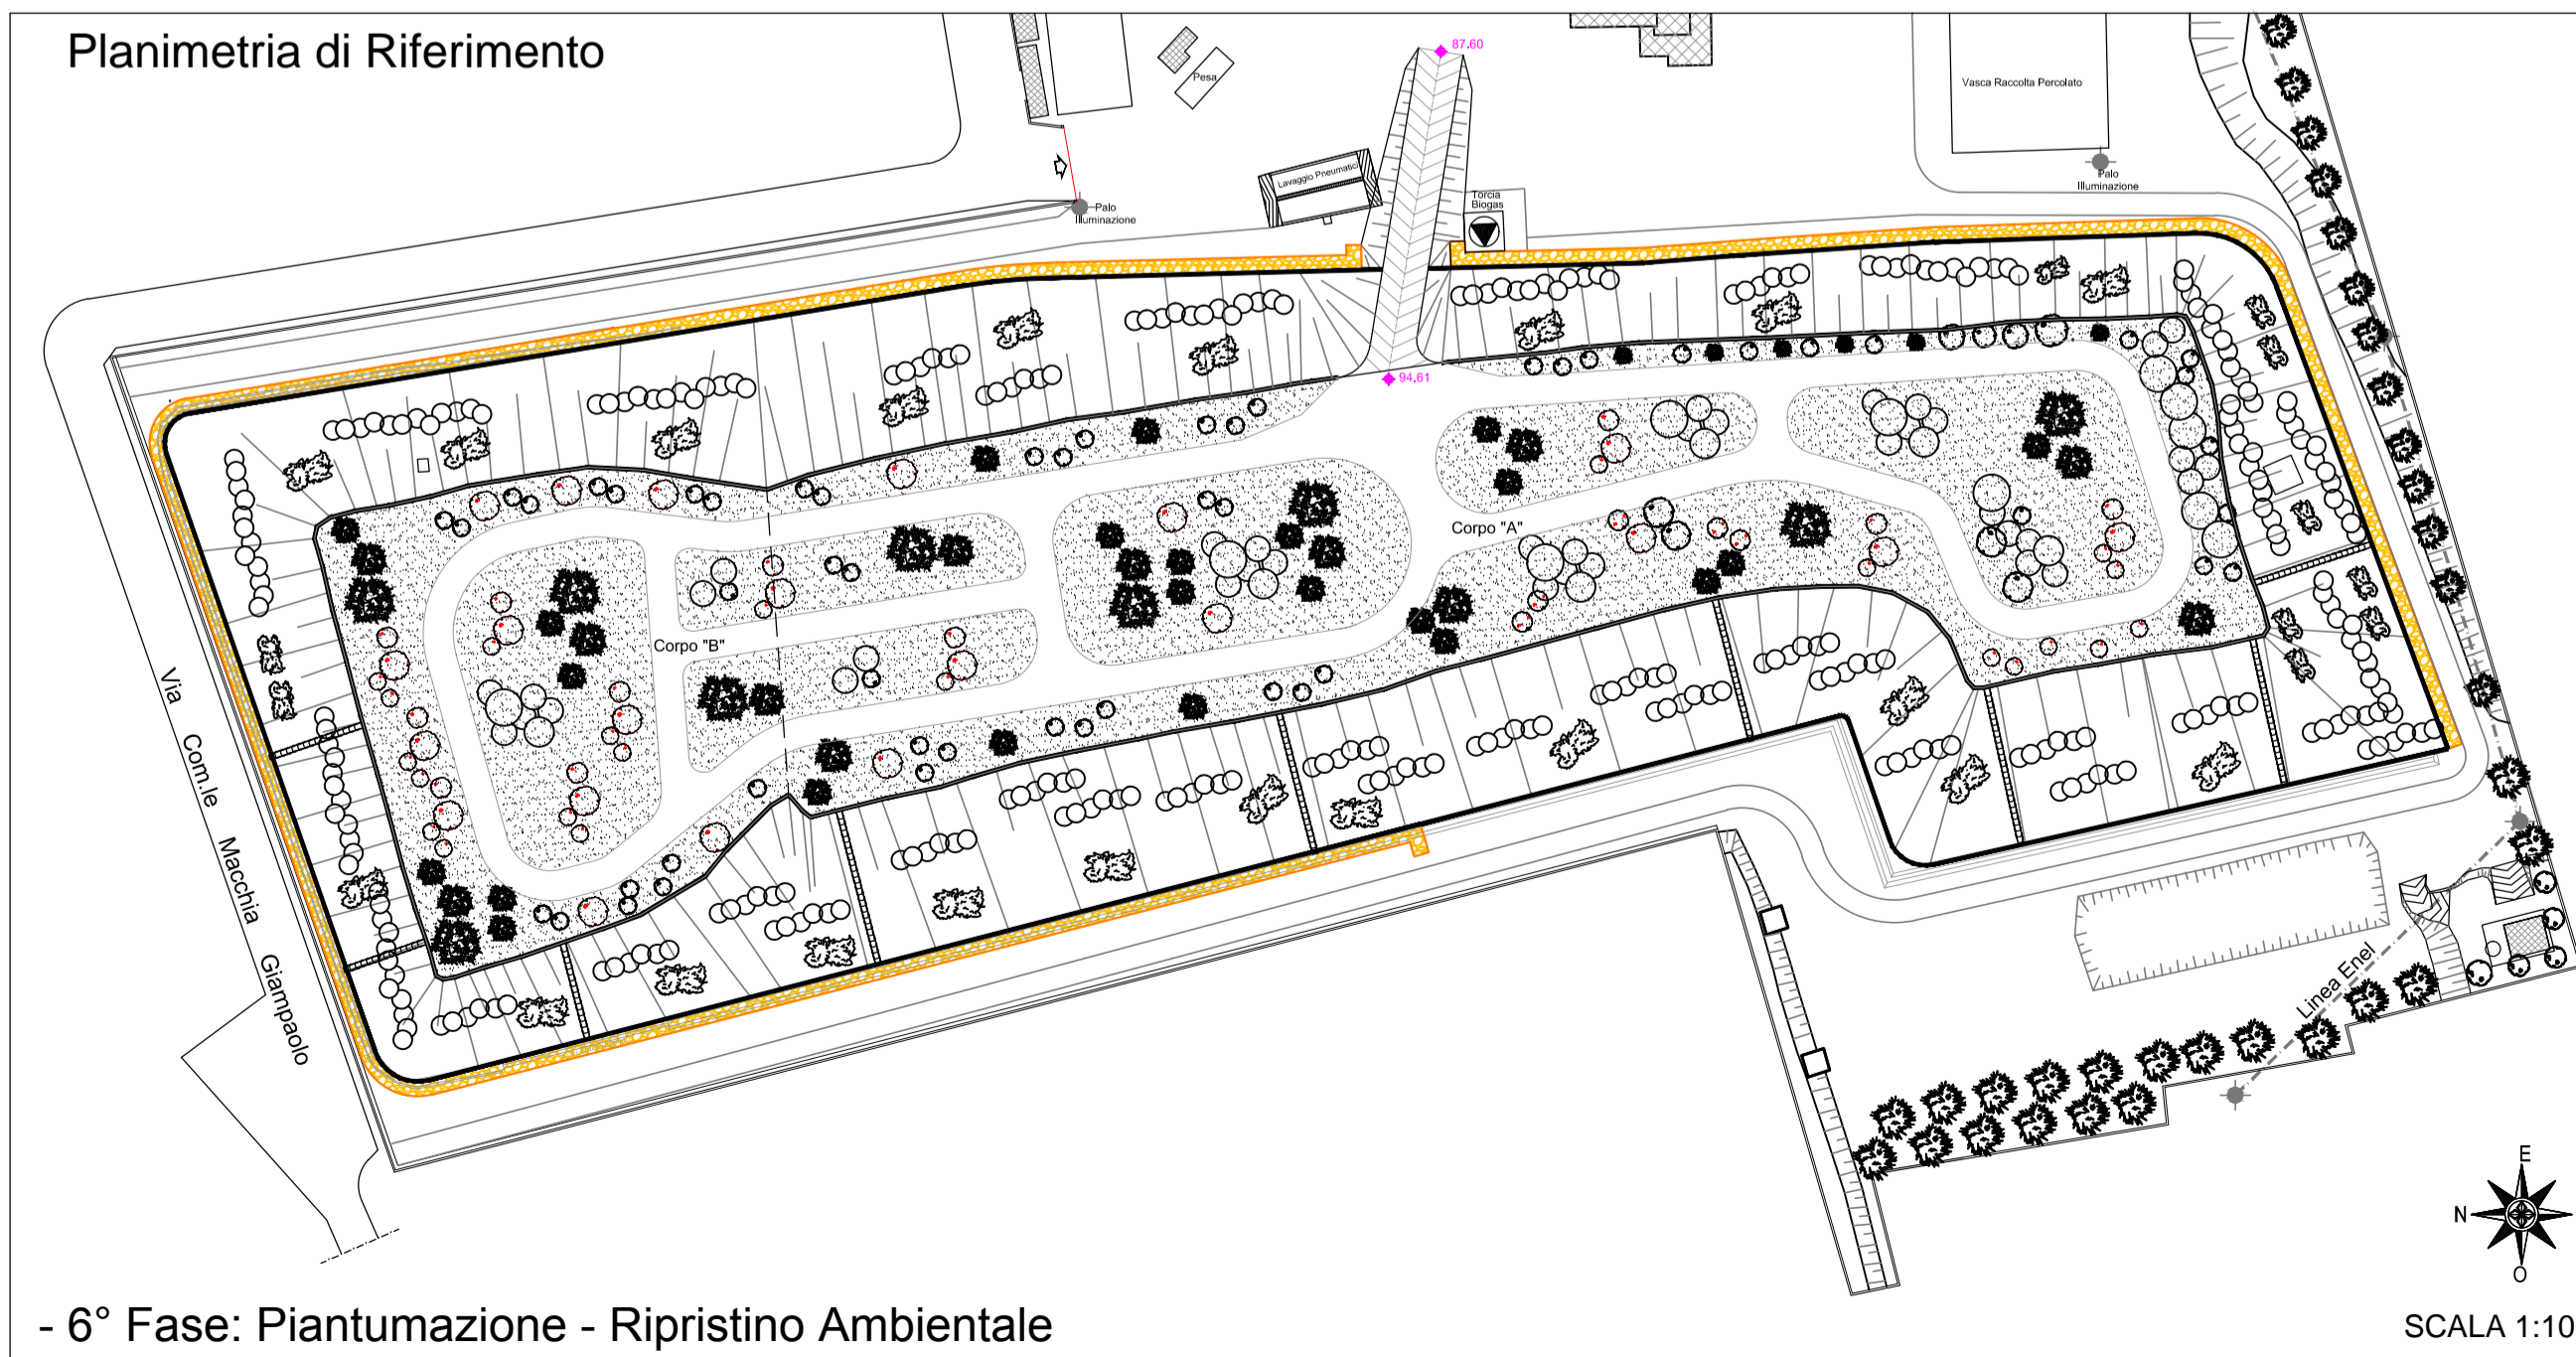 Planimetria di Riferimento
87.60
Pesa
Vasca Raccolta Percolato
Lavaggio Pneumatici
Palo
Illuminazione
Torcia
Biogas
Palo
Illuminazione
94.61
Corpo "A"
Corpo "B"
Via Com.le Macchia Giampaolo
Linea Enel
E
N
O
- 6° Fase: Piantumazione - Ripristino Ambientale
SCALA 1:10